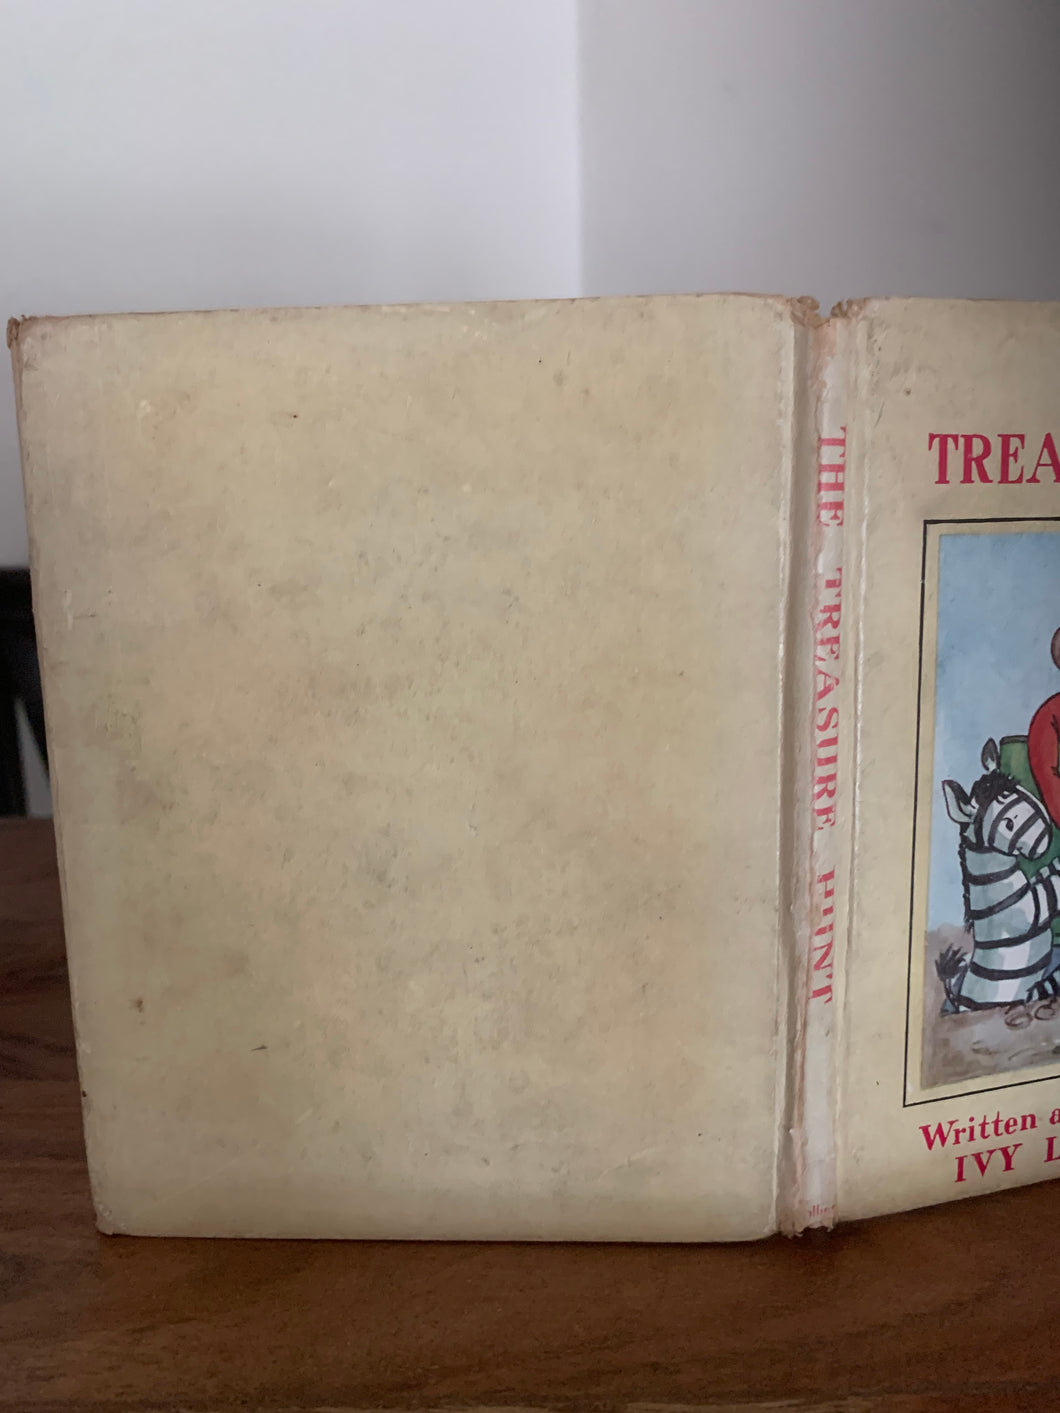 THE TREASURE HUNT
TREA
Written a
IVY L